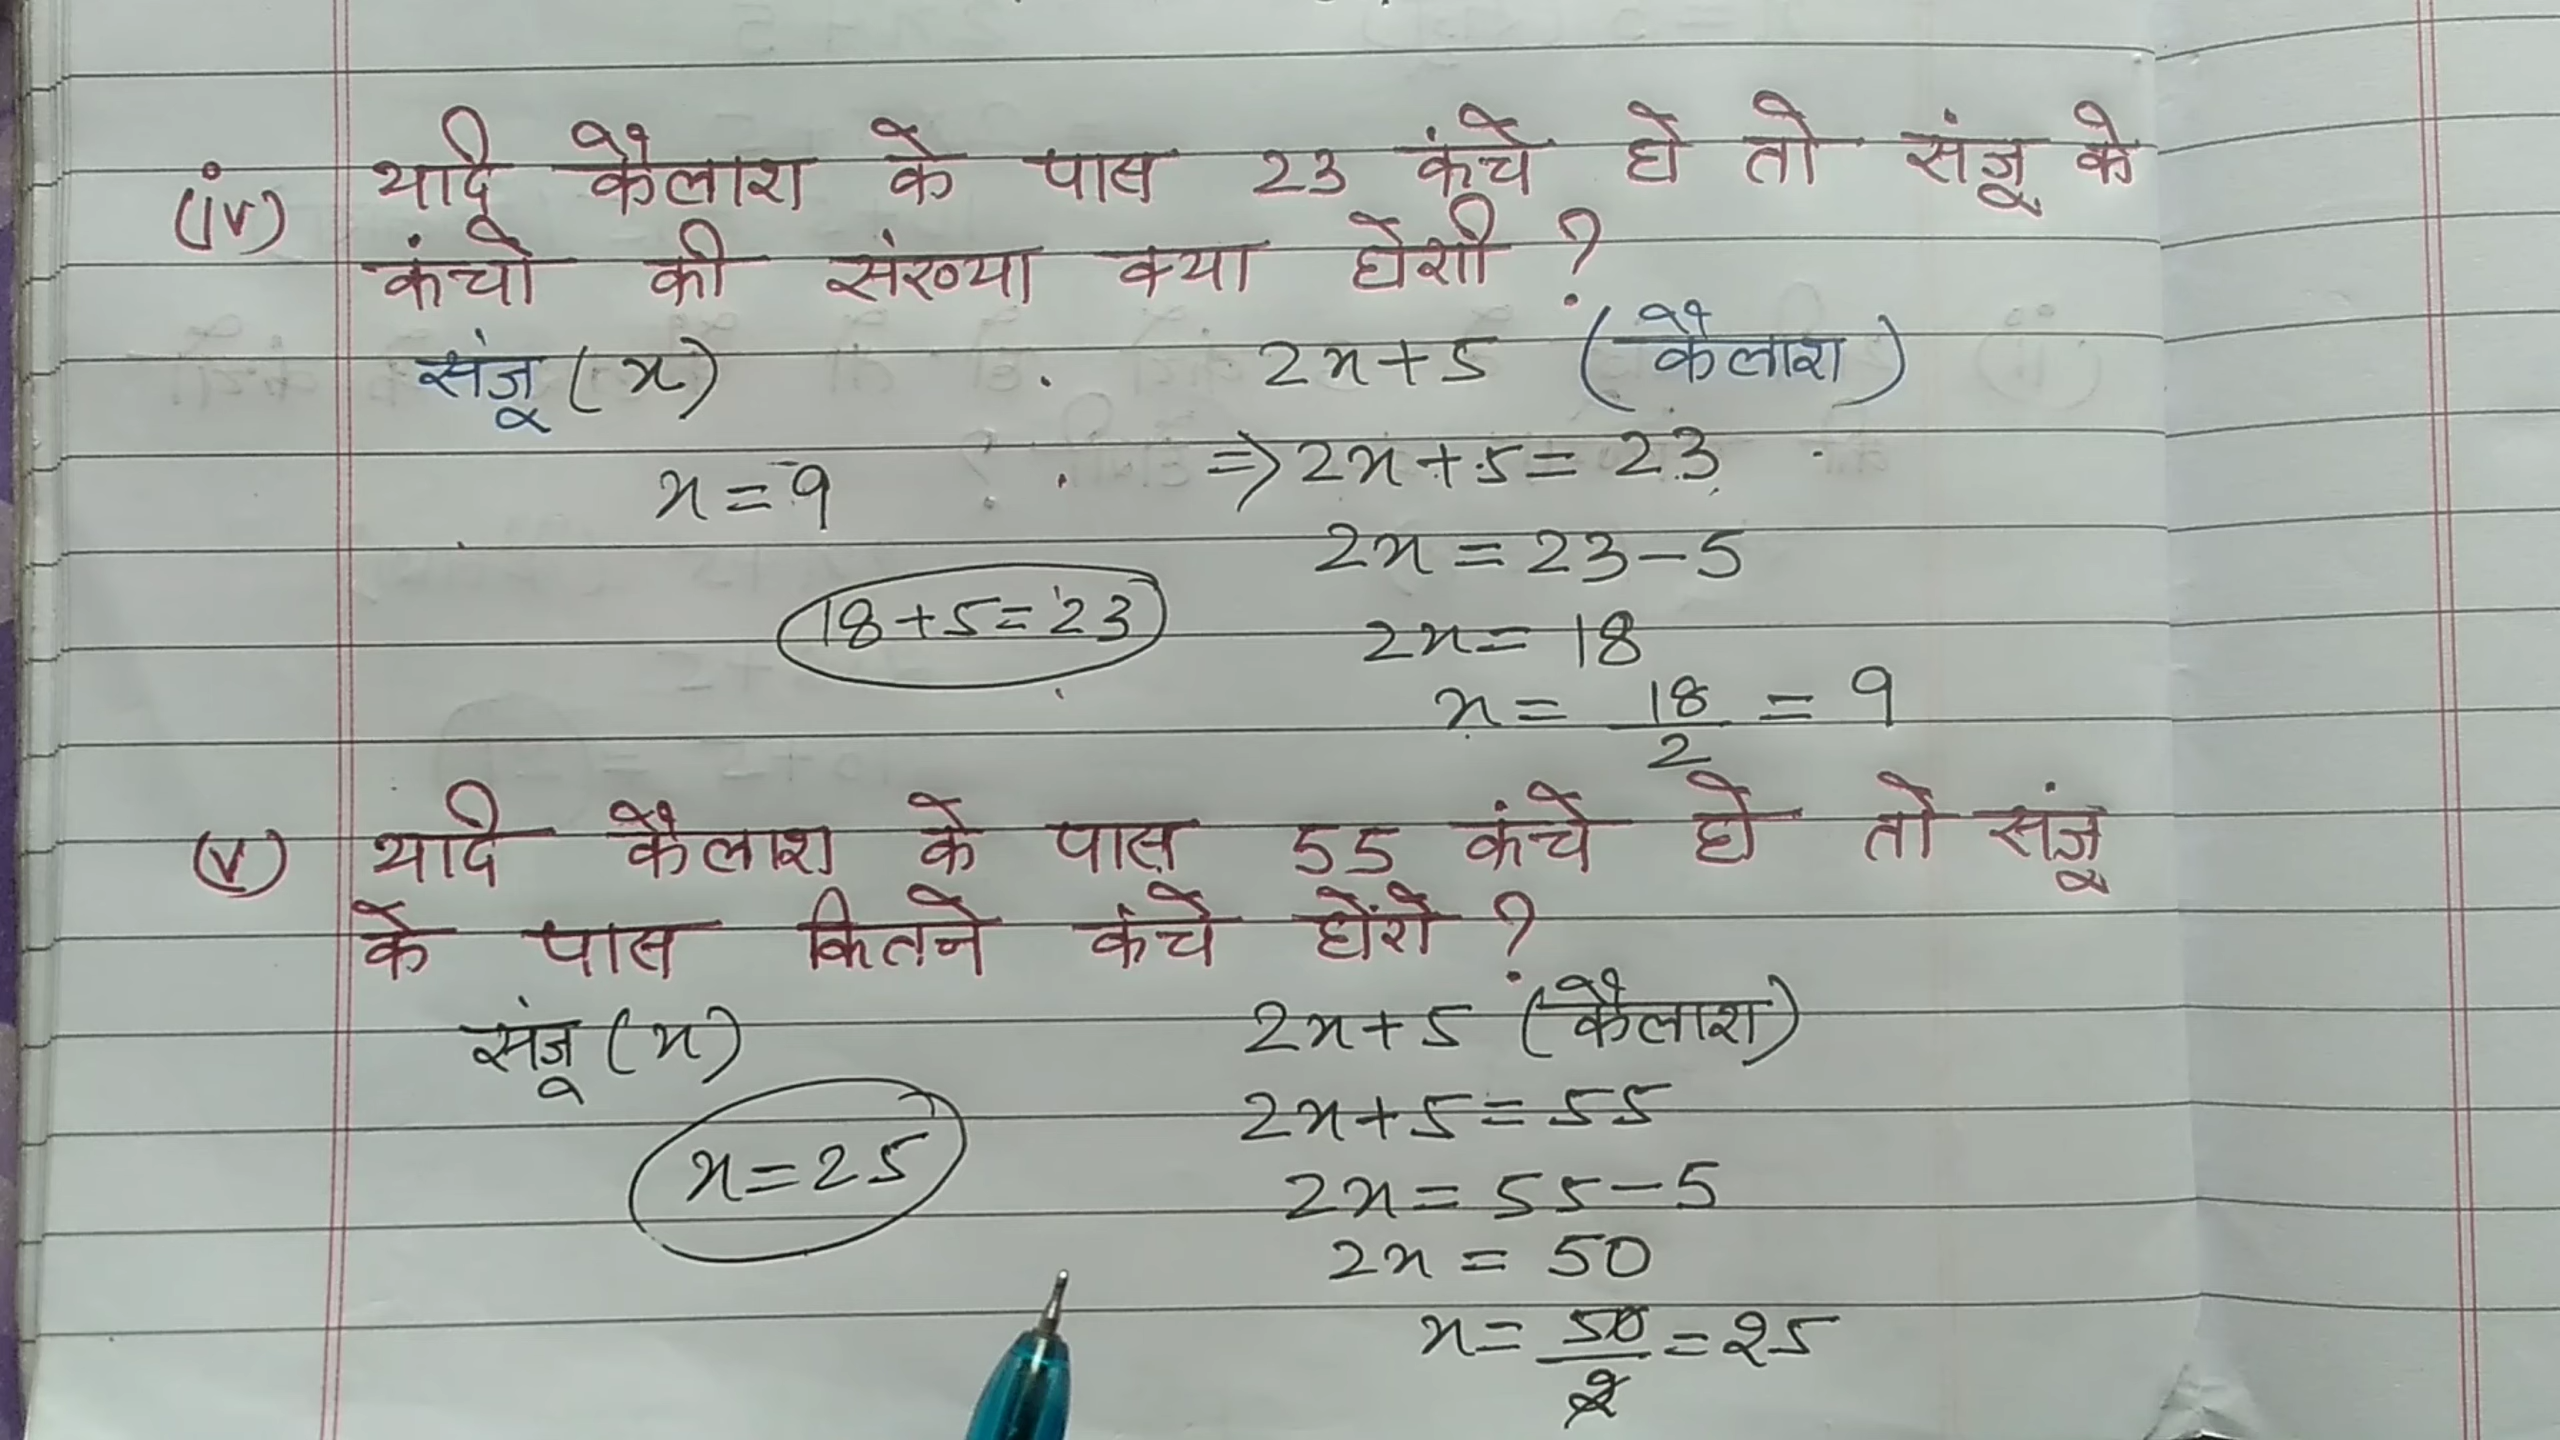 (iv) यदि कैलाश के पास 23 कंचे हो तो संजू के
कंचो की संख्या क्या होगी ?
संजू (x) 2x+5 (कैलाश)
x=9 ⇒ 2x+5=23
2x=23-5
18+5=23 2x=18
x= 18/2 = 9
(v) यदि कैलाश के पास 55 कंचे हो तो संजू
के पास कितने कंचे होंगे ?
संजू (x) 2x+5 (कैलाश)
2x+5=55
x=25 2x=55-5
2x=50
x= 50/2 =25